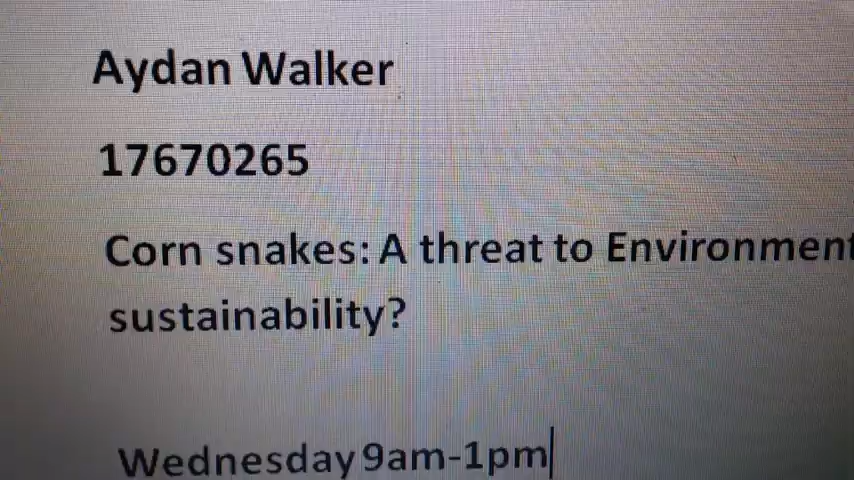 Aydan Walker
17670265
Corn snakes: A threat to Environment
sustainability?
Wednesday 9am-1pm